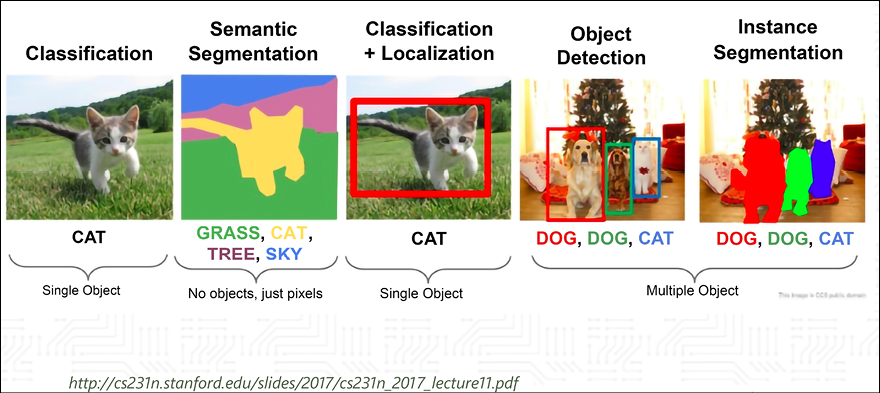 Classification
Semantic
Segmentation
Classification
+ Localization
Object
Detection
Instance
Segmentation
CAT
GRASS, CAT,
TREE, SKY
CAT
DOG, DOG, CAT
DOG, DOG, CAT
Single Object
No objects, just pixels
Single Object
Multiple Object
This image is CC0 public domain
http://cs231n.stanford.edu/slides/2017/cs231n_2017_lecture11.pdf